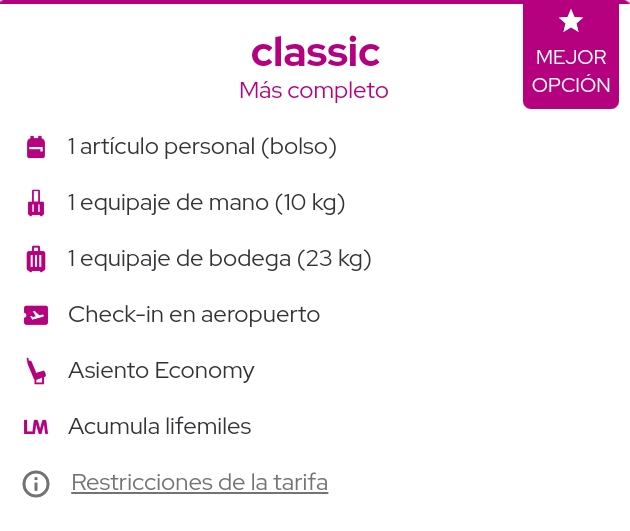 MEJOR
OPCIÓN
classic
Más completo
1 artículo personal (bolso)
1 equipaje de mano (10 kg)
1 equipaje de bodega (23 kg)
Check-in en aeropuerto
Asiento Economy
LM Acumula lifemiles
Restricciones de la tarifa